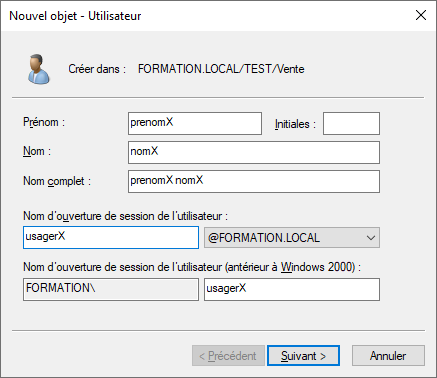 Nouvel objet - Utilisateur
Créer dans : FORMATION.LOCAL/TEST/Vente
Prénom : prenomX Initiales :
Nom : nomX
Nom complet : prenomX nomX
Nom d'ouverture de session de l'utilisateur :
usagerX @FORMATION.LOCAL
Nom d'ouverture de session de l'utilisateur (antérieur à Windows 2000) :
FORMATION\ usagerX
< Précédent Suivant > Annuler